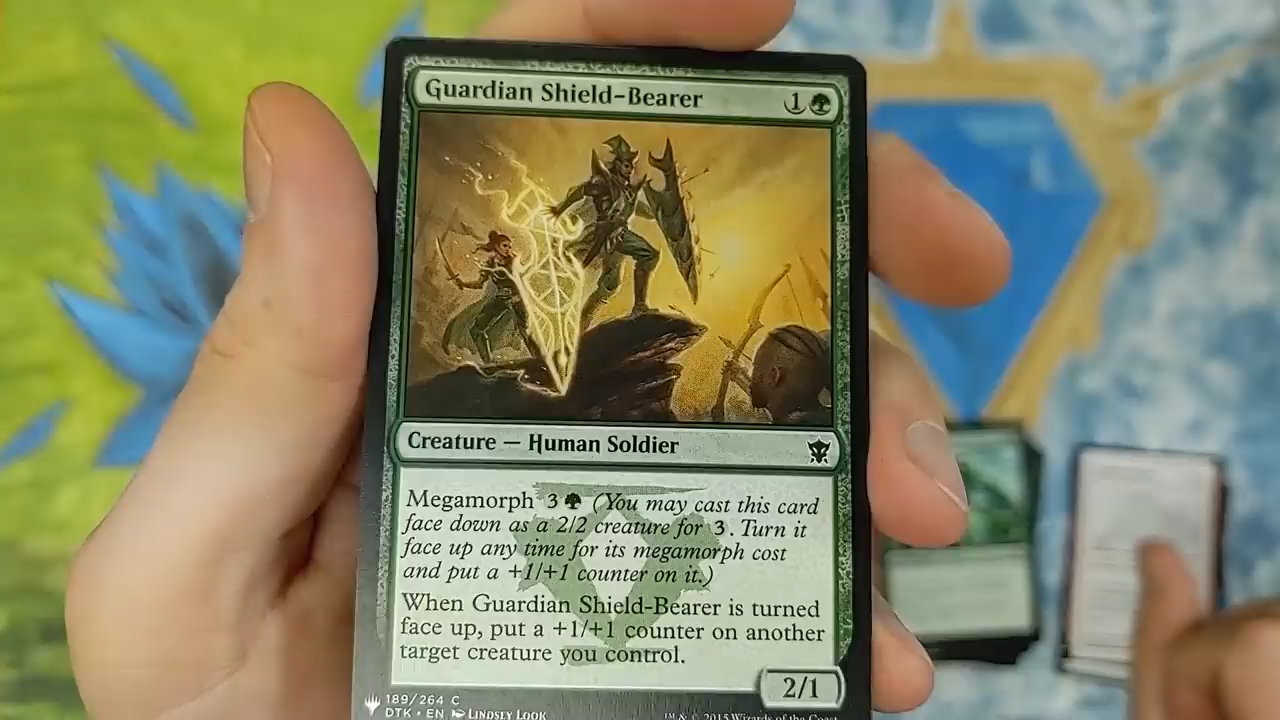 Guardian Shield-Bearer 1
Creature — Human Soldier
Megamorph 3 (You may cast this card
face down as a 2/2 creature for 3. Turn it
face up any time for its megamorph cost
and put a +1/+1 counter on it.)
When Guardian Shield-Bearer is turned
face up, put a +1/+1 counter on another
target creature you control.
2/1
189/264 C
DTK • EN Lindsey Look
™ & © 2015 Wizards of the Coast